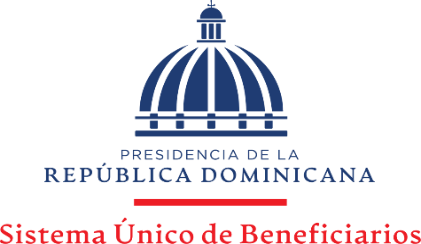 PRESIDENCIA DE LA
REPÚBLICA DOMINICANA
Sistema Único de Beneficiarios